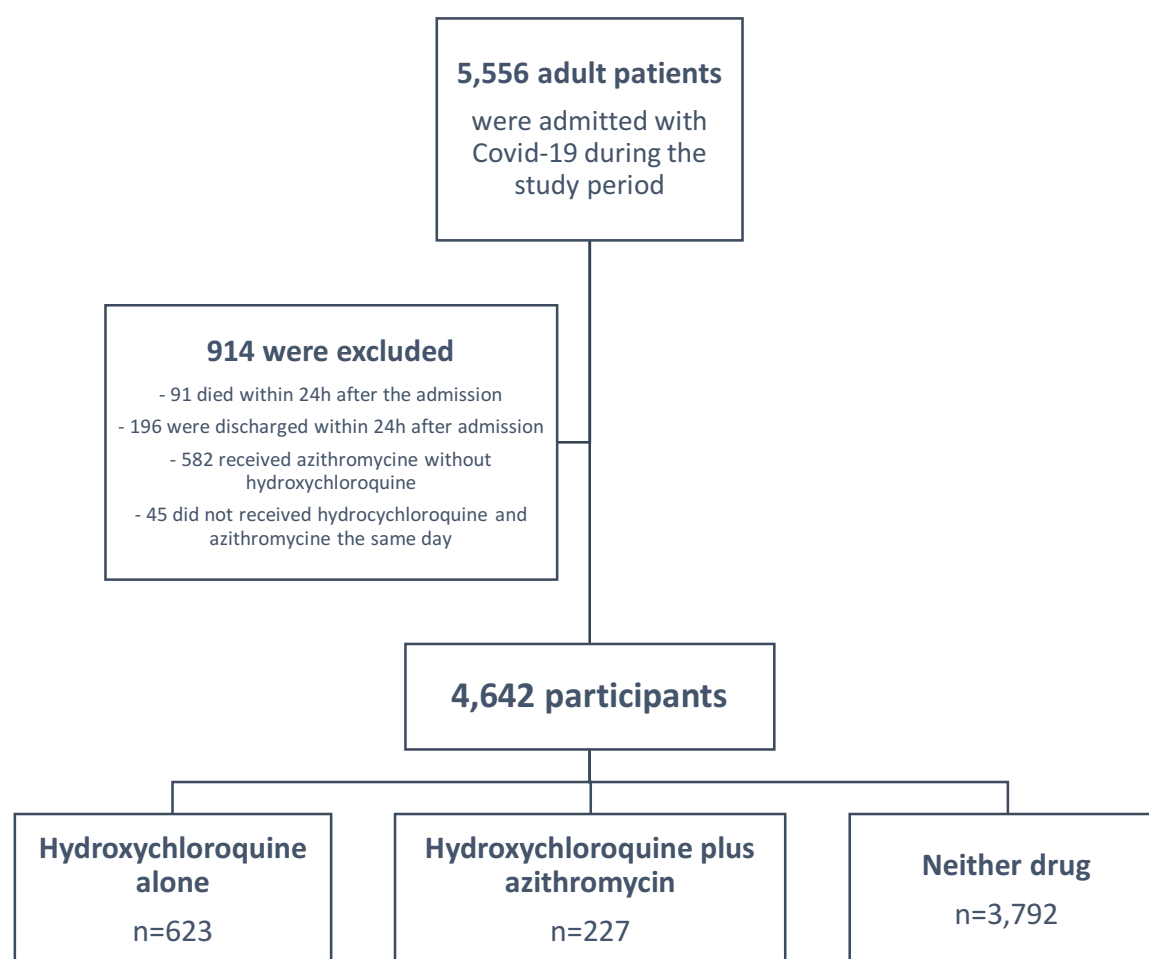 5,556 adult patients
were admitted with
Covid-19 during the
study period
914 were excluded
- 91 died within 24h after the admission
- 196 were discharged within 24h after admission
- 582 received azithromycine without
hydroxychloroquine
- 45 did not received hydrocychloroquine and
azithromycine the same day
4,642 participants
Hydroxychloroquine
alone
n=623
Hydroxychloroquine plus
azithromycin
n=227
Neither drug
n=3,792